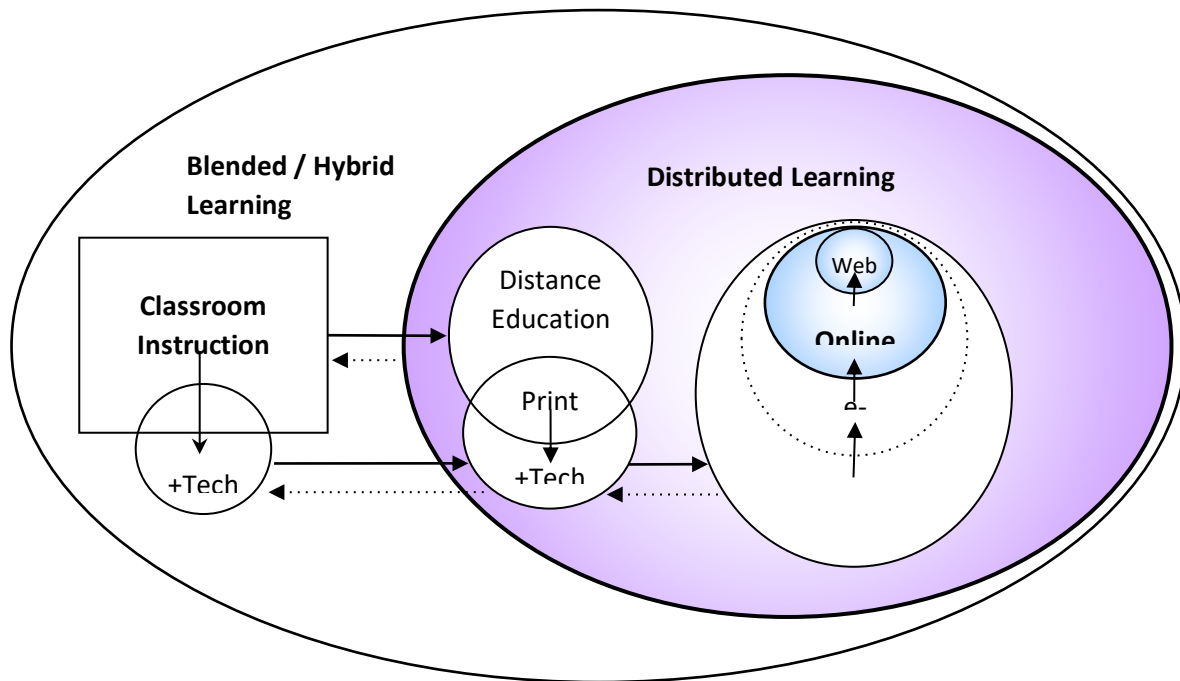 Blended / Hybrid
Learning
Distributed Learning
Classroom
Instruction
+Tech
Distance
Education
Print
+Tech
Web
Online
e-